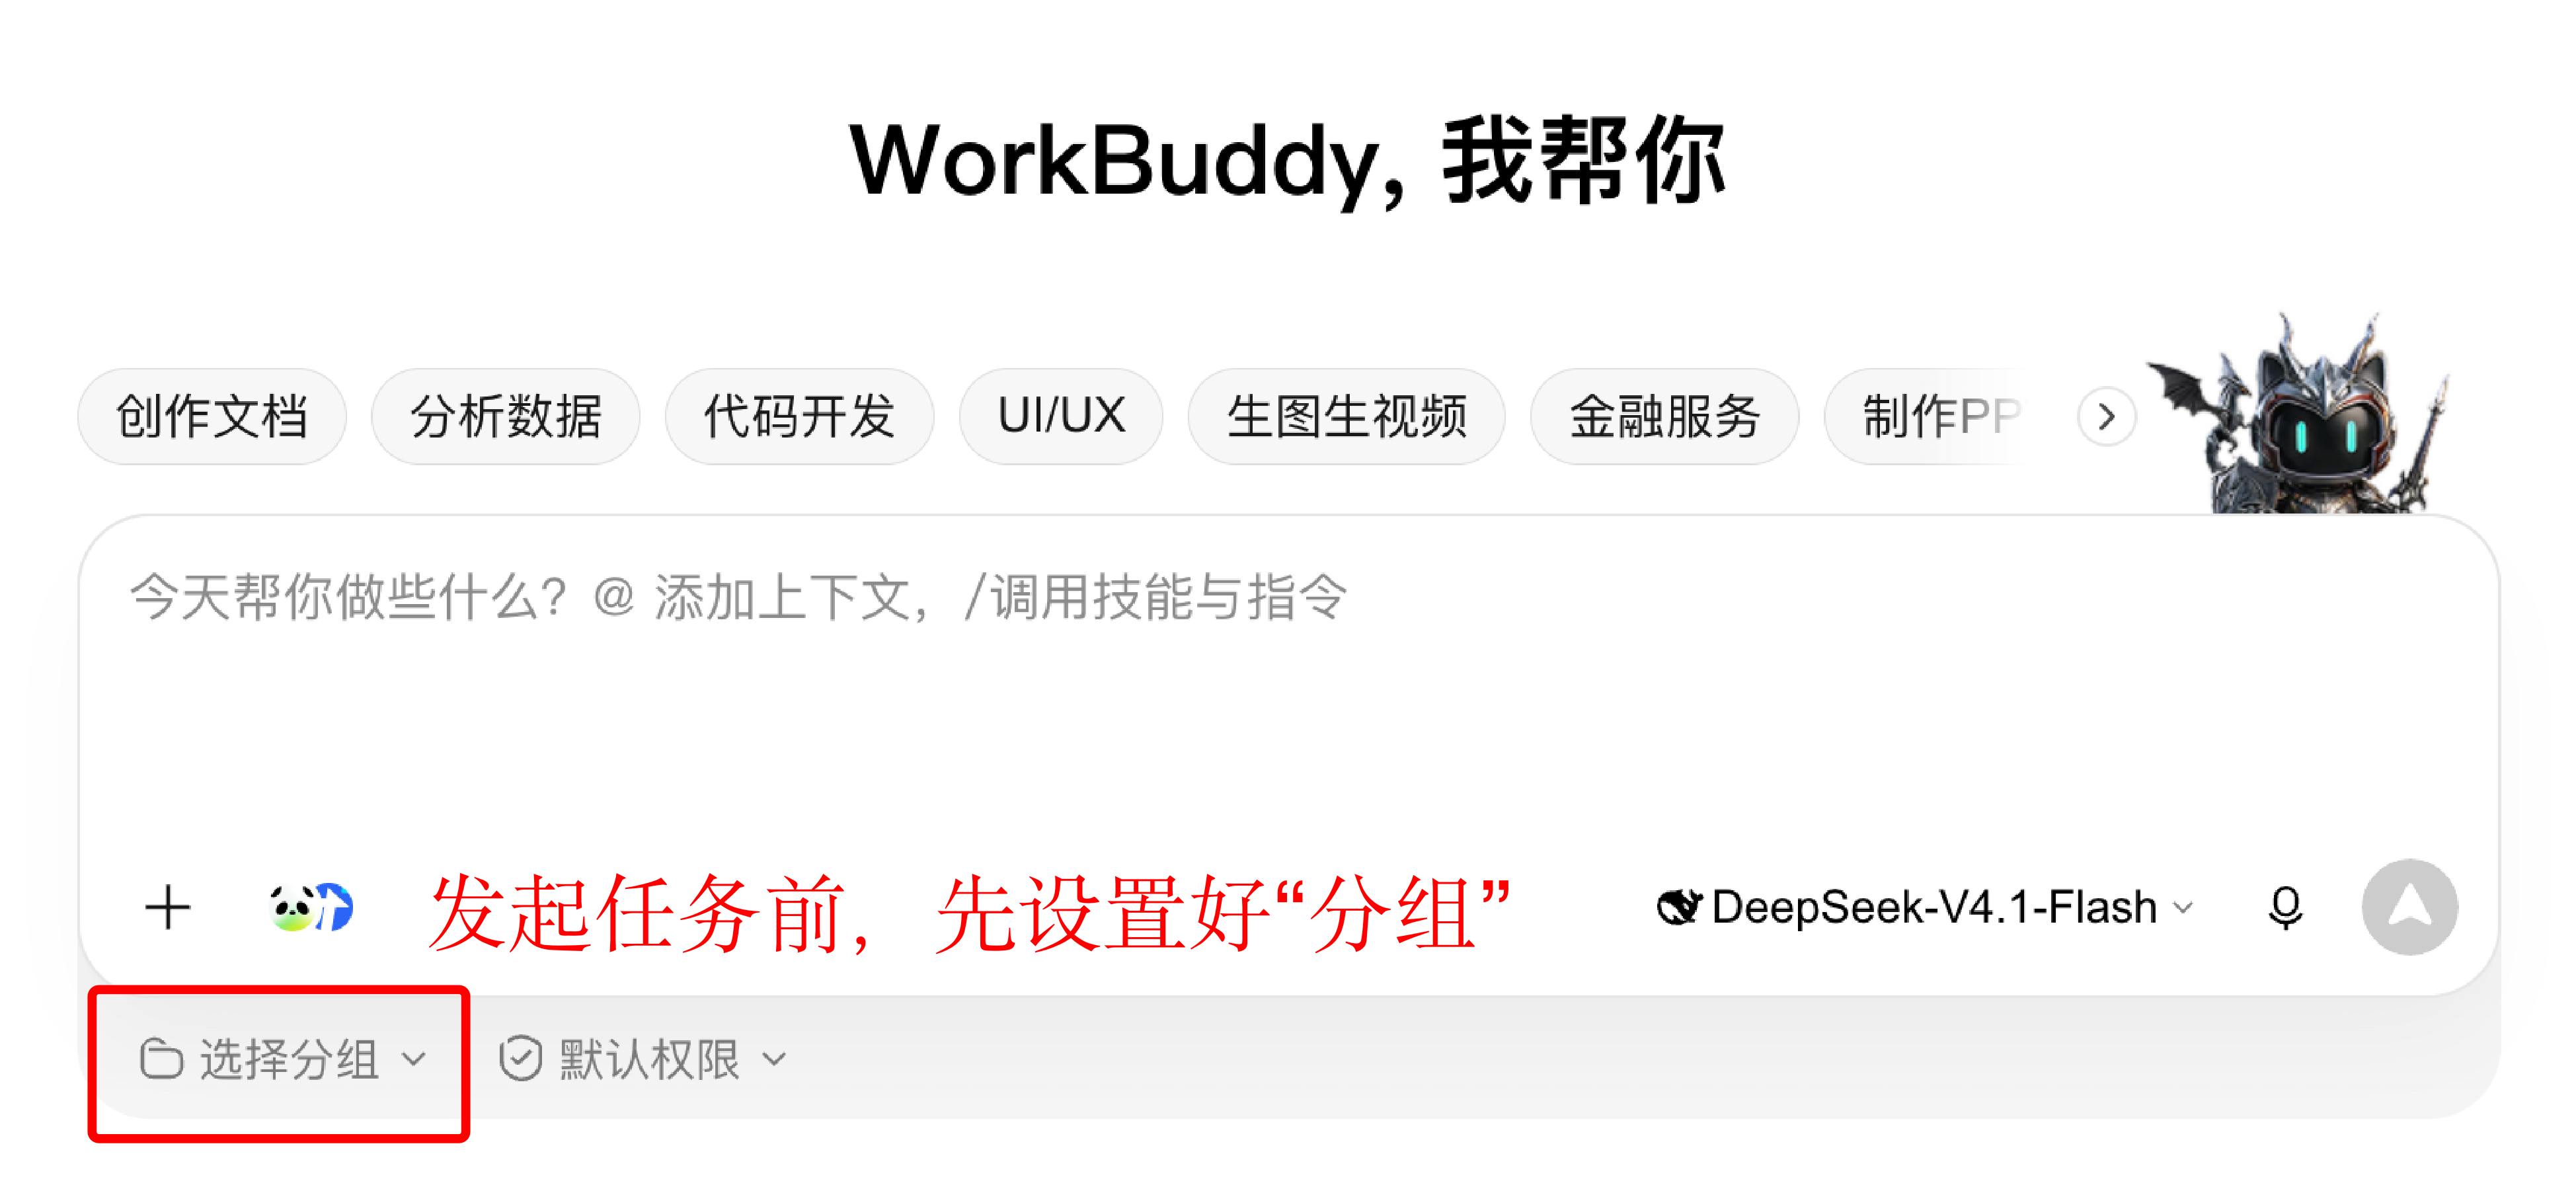 WorkBuddy, 我帮你
创作文档 分析数据 代码开发 UI/UX 生图生视频 金融服务 制作PP
今天帮你做些什么？@ 添加上下文，/调用技能与指令
发起任务前，先设置好“分组” DeepSeek-V4.1-Flash
选择分组 默认权限